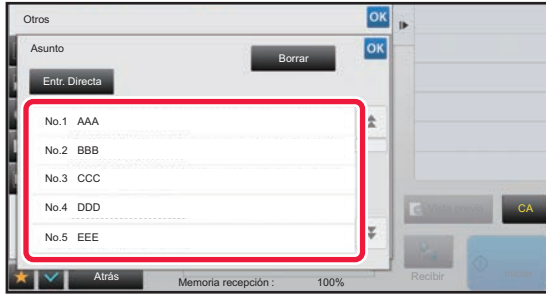 Otros
OK
Asunto
Borrar
OK
Entr. Directa
No.1 AAA
No.2 BBB
No.3 CCC
No.4 DDD
No.5 EEE
CA
Atrás
Memoria recepción : 100%
Recibir